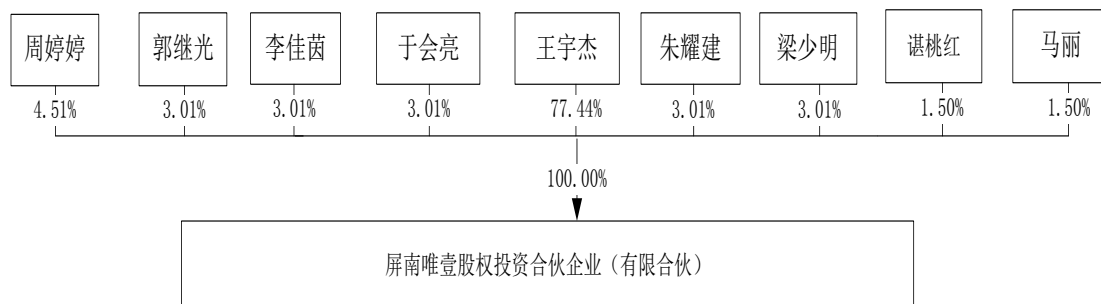 周婷婷 郭继光 李佳茵 于会亮 王宇杰 朱耀建 梁少明 谌桃红 马丽
4.51% 3.01% 3.01% 3.01% 77.44% 3.01% 3.01% 1.50% 1.50%
100.00%
屏南唯壹股权投资合伙企业（有限合伙）